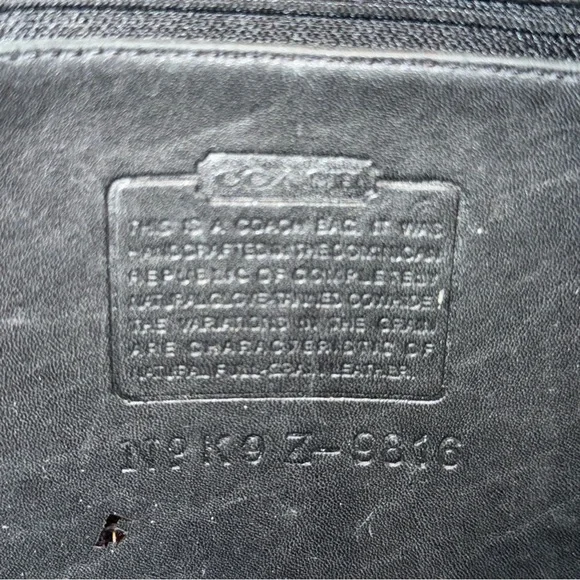 COACH
THIS IS A COACH BAG. IT WAS
HANDCRAFTED IN THE DOMINICAN
REPUBLIC OF COMPLETELY
NATURAL GLOVE-TANNED COWHIDE.
THE VARIATIONS IN THE GRAIN
ARE CHARACTERISTIC OF
NATURAL FULL-GRAIN LEATHER.
Nº K9Z-9816